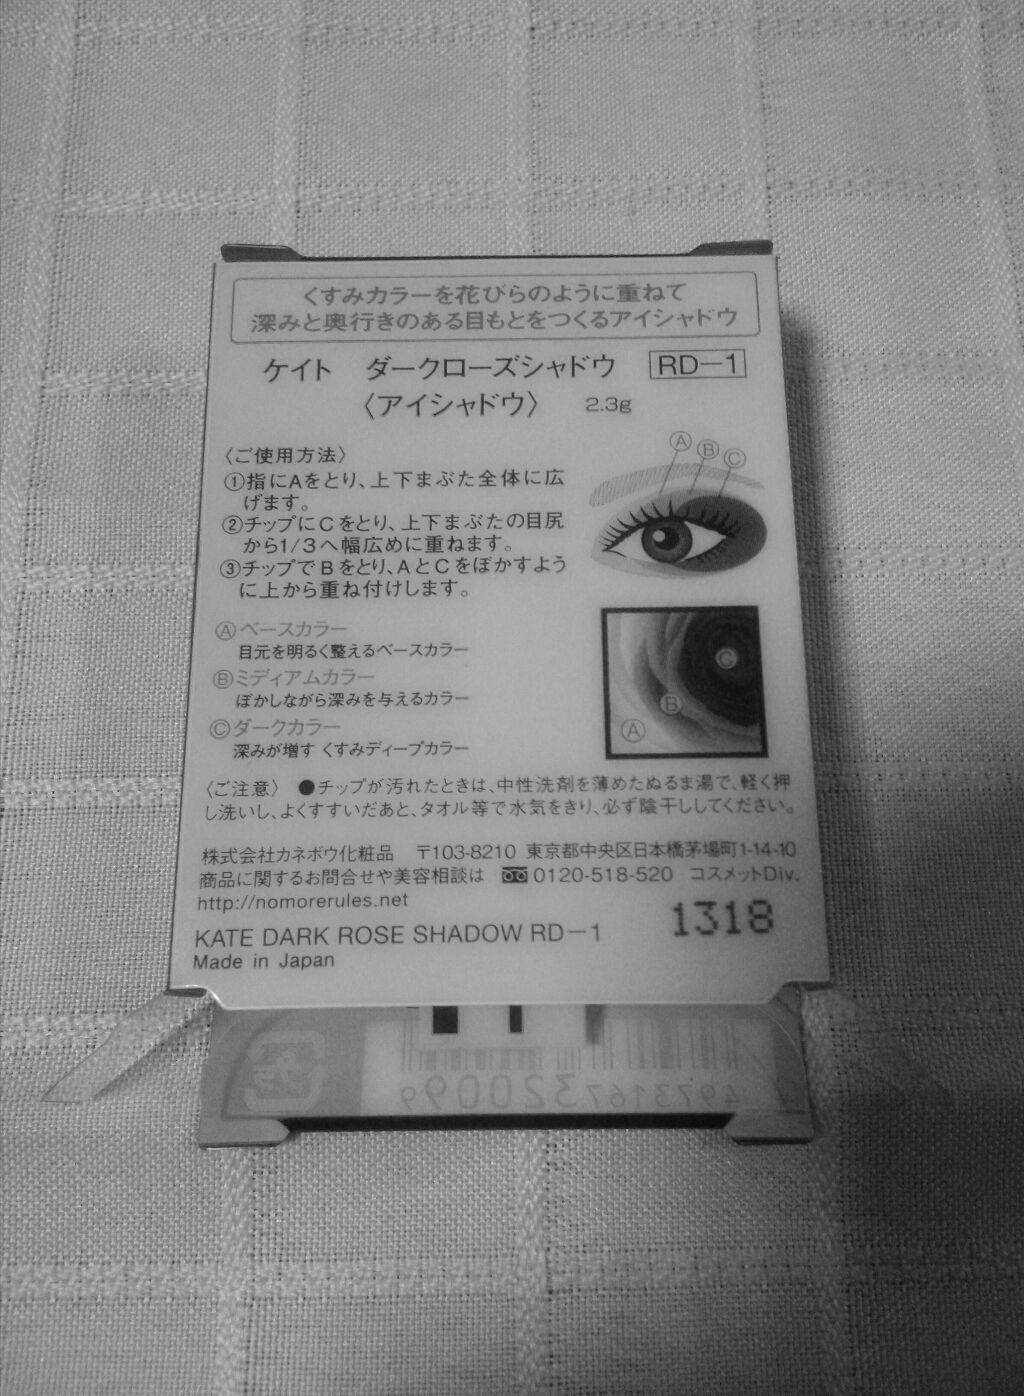 くすみカラーを花びらのように重ねて
深みと奥行きのある目もとをつくるアイシャドウ
ケイト ダークローズシャドウ RD-1
〈アイシャドウ〉 2.3g
〈ご使用方法〉
①指にAをとり、上下まぶた全体に広
げます。
②チップにCをとり、上下まぶたの目尻
から1/3へ幅広めに重ねます。
③チップでBをとり、AとCをぼかすよう
に上から重ね付けします。
Ⓐ Ⓑ Ⓒ
Ⓐベースカラー
目元を明るく整えるベースカラー
Ⓑミディアムカラー
ぼかしながら深みを与えるカラー
Ⓒダークカラー
深みが増す くすみディープカラー
Ⓒ
Ⓑ
Ⓐ
〈ご注意〉 ●チップが汚れたときは、中性洗剤を薄めたぬるま湯で、軽く押
し洗いし、よくすすいだあと、タオル等で水気をきり、必ず陰干ししてください。
株式会社カネボウ化粧品 〒103-8210 東京都中央区日本橋茅場町1-14-10
商品に関するお問合せや美容相談は 0120-518-520 コスメットDiv.
http://nomorerules.net
1318
KATE DARK ROSE SHADOW RD-1
Made in Japan
4973167320099